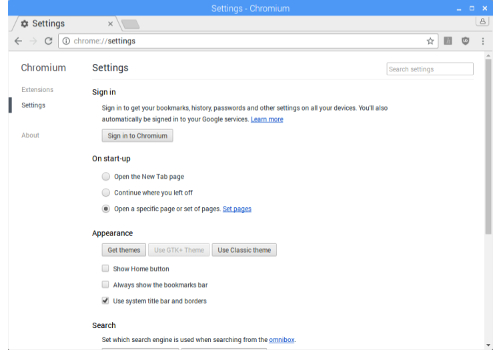 Settings - Chromium
Settings
chrome://settings
Chromium
Settings
Search settings
Extensions
Settings
About
Sign in
Sign in to get your bookmarks, history, passwords and other settings on all your devices. You'll also
automatically be signed in to your Google services. Learn more
Sign in to Chromium
On start-up
Open the New Tab page
Continue where you left off
Open a specific page or set of pages. Set pages
Appearance
Get themes
Use GTK+ Theme
Use Classic theme
Show Home button
Always show the bookmarks bar
Use system title bar and borders
Search
Set which search engine is used when searching from the omnibox.